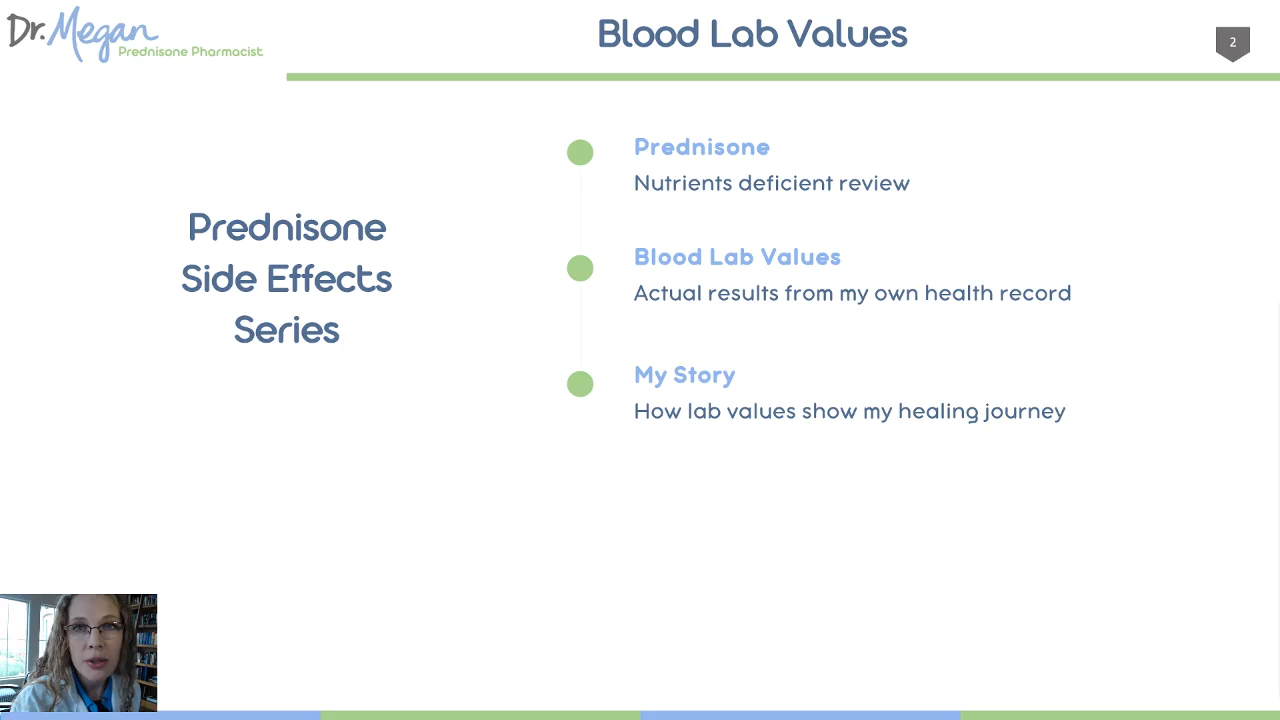 Dr. Megan
Prednisone Pharmacist
Blood Lab Values
2
Prednisone
Side Effects
Series
Prednisone
Nutrients deficient review
Blood Lab Values
Actual results from my own health record
My Story
How lab values show my healing journey